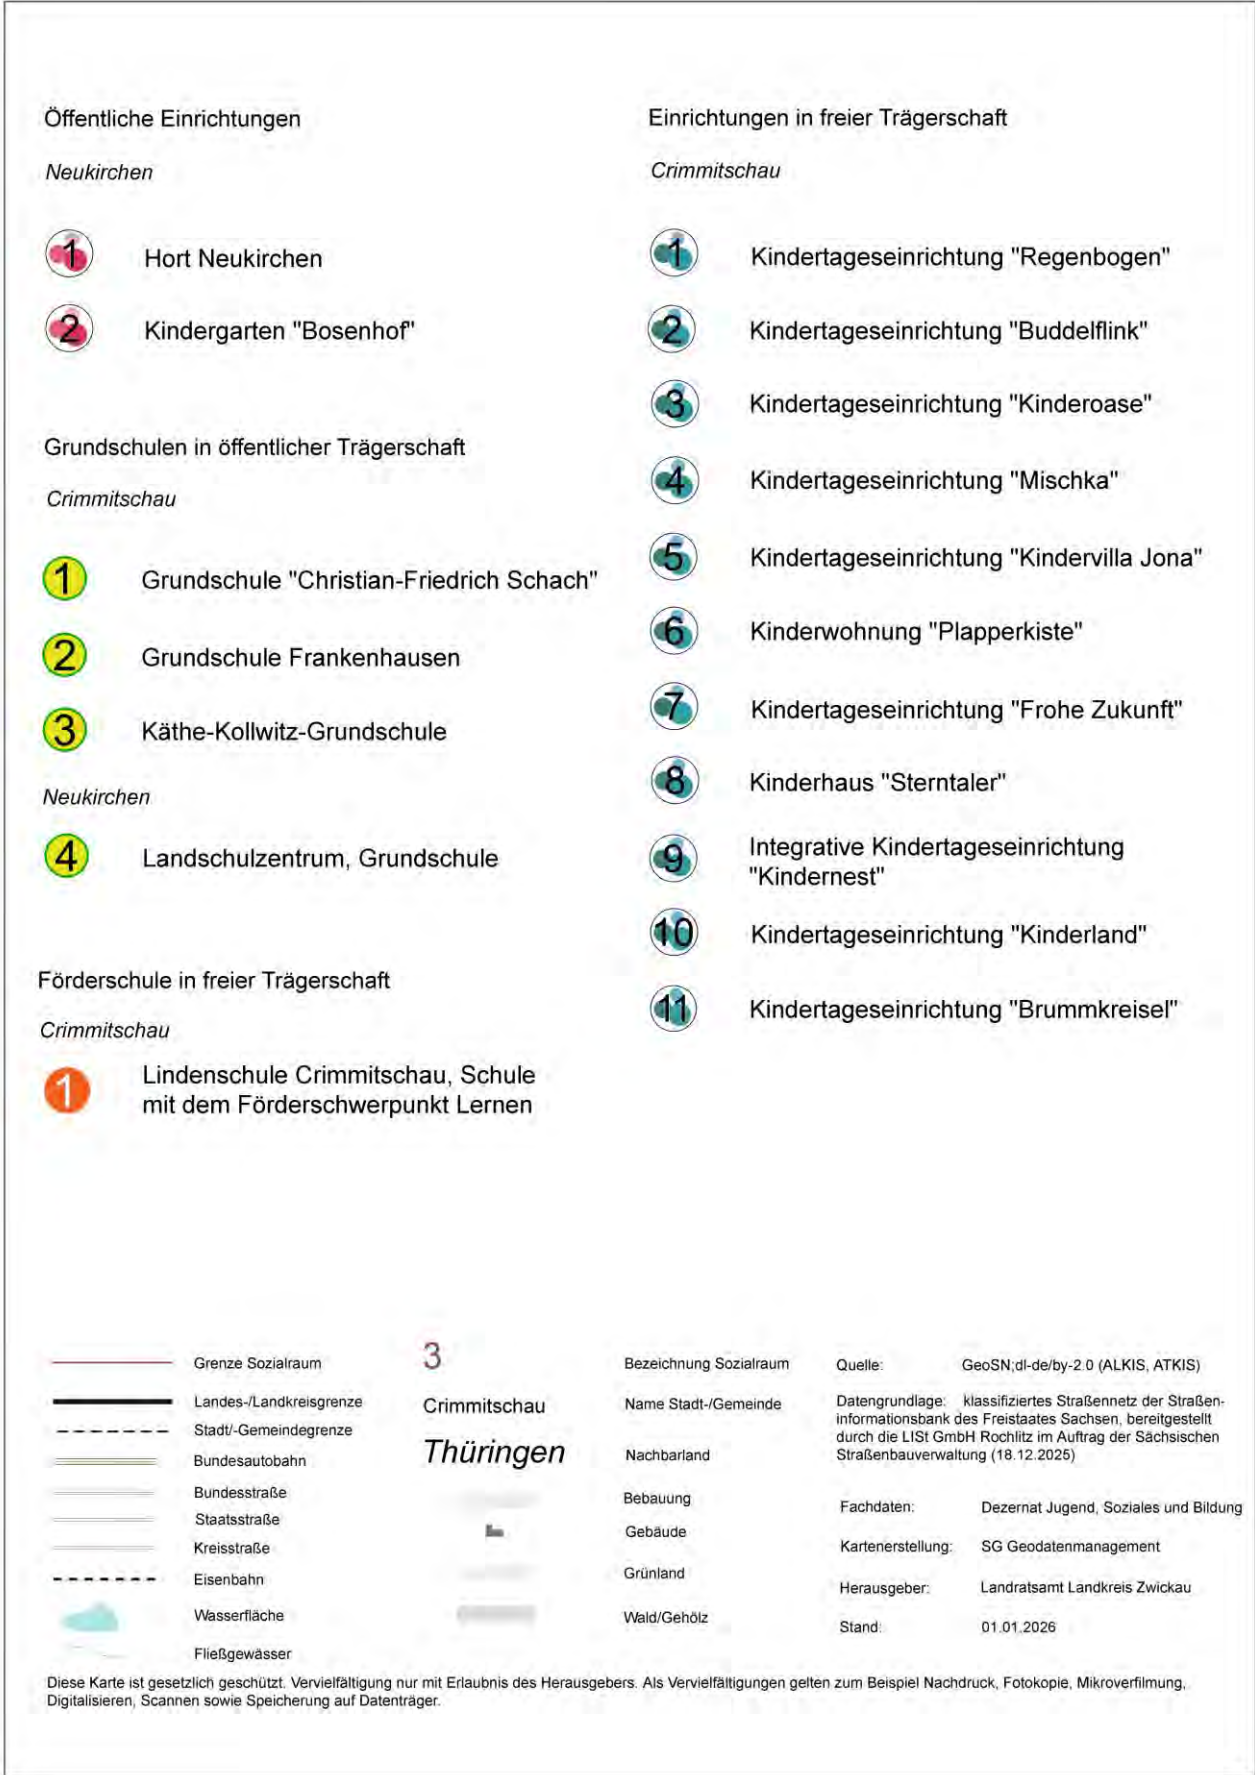 Öffentliche Einrichtungen
Neukirchen
1 Hort Neukirchen
2 Kindergarten "Bosenhof"
Grundschulen in öffentlicher Trägerschaft
Crimmitschau
1 Grundschule "Christian-Friedrich Schach"
2 Grundschule Frankenhausen
3 Käthe-Kollwitz-Grundschule
Neukirchen
4 Landschulzentrum, Grundschule
Förderschule in freier Trägerschaft
Crimmitschau
1 Lindenschule Crimmitschau, Schule
mit dem Förderschwerpunkt Lernen
Einrichtungen in freier Trägerschaft
Crimmitschau
1 Kindertageseinrichtung "Regenbogen"
2 Kindertageseinrichtung "Buddelflink"
3 Kindertageseinrichtung "Kinderoase"
4 Kindertageseinrichtung "Mischka"
5 Kindertageseinrichtung "Kindervilla Jona"
6 Kinderwohnung "Plapperkiste"
7 Kindertageseinrichtung "Frohe Zukunft"
8 Kinderhaus "Sterntaler"
9 Integrative Kindertageseinrichtung
"Kindernest"
10 Kindertageseinrichtung "Kinderland"
11 Kindertageseinrichtung "Brummkreisel"
Grenze Sozialraum
Landes-/Landkreisgrenze
Stadt/-Gemeindegrenze
Bundesautobahn
Bundesstraße
Staatsstraße
Kreisstraße
Eisenbahn
Wasserfläche
Fließgewässer
3 Bezeichnung Sozialraum
Crimmitschau Name Stadt-/Gemeinde
Thüringen Nachbarland
Bebauung
Gebäude
Grünland
Wald/Gehölz
Quelle: GeoSN;dl-de/by-2.0 (ALKIS, ATKIS)
Datengrundlage: klassifiziertes Straßennetz der Straßen-
informationsbank des Freistaates Sachsen, bereitgestellt
durch die LISt GmbH Rochlitz im Auftrag der Sächsischen
Straßenbauverwaltung (18.12.2025)
Fachdaten: Dezernat Jugend, Soziales und Bildung
Kartenerstellung: SG Geodatenmanagement
Herausgeber: Landratsamt Landkreis Zwickau
Stand: 01.01.2026
Diese Karte ist gesetzlich geschützt. Vervielfältigung nur mit Erlaubnis des Herausgebers. Als Vervielfältigungen gelten zum Beispiel Nachdruck, Fotokopie, Mikroverfilmung,
Digitalisieren, Scannen sowie Speicherung auf Datenträger.